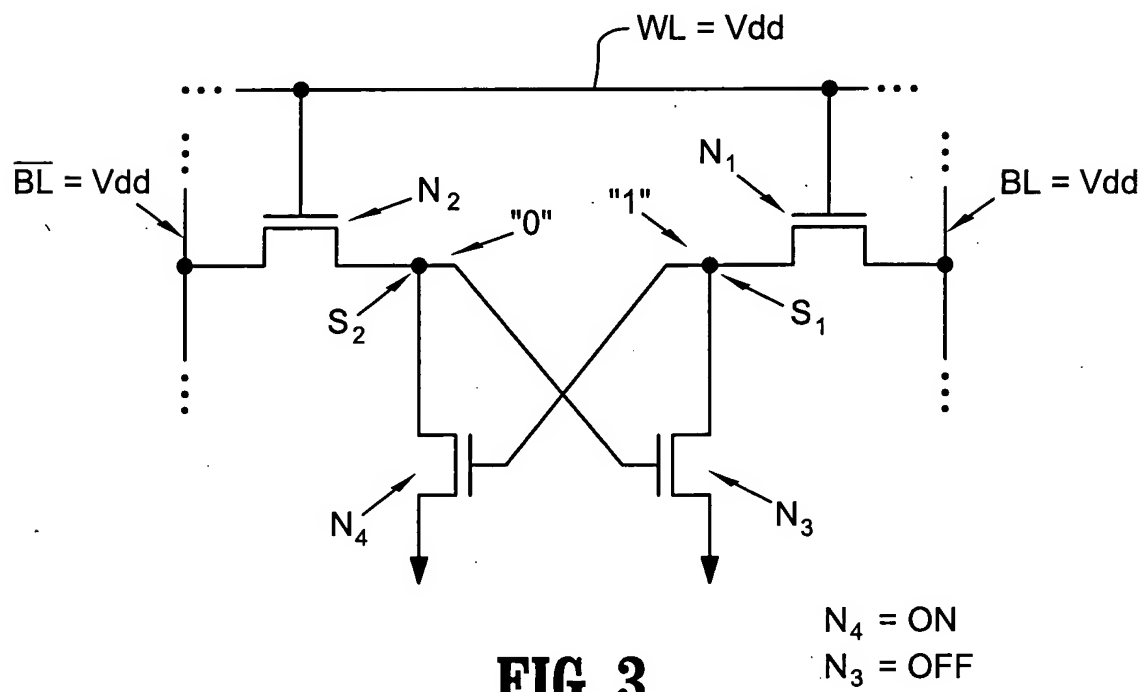 WL = Vdd
N₁
B̅L̅ = Vdd
BL = Vdd
N₂
"0"
"1"
S₂
S₁
N₄
N₃
N₄ = ON
N₃ = OFF
FIG. 3